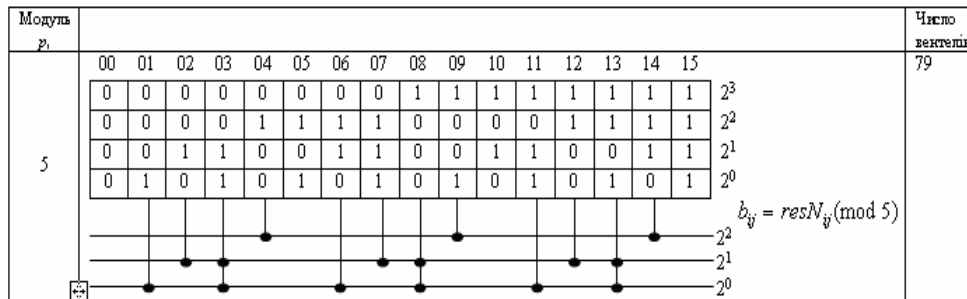 Модуль Число
p_i вентелів
00 01 02 03 04 05 06 07 08 09 10 11 12 13 14 15 79
0 0 0 0 0 0 0 0 1 1 1 1 1 1 1 1 2^3
0 0 0 0 1 1 1 1 0 0 0 0 1 1 1 1 2^2
5 0 0 1 1 0 0 1 1 0 0 1 1 0 0 1 1 2^1
0 1 0 1 0 1 0 1 0 1 0 1 0 1 0 1 2^0
b_ij = resN_ij(mod 5)
2^2
2^1
2^0